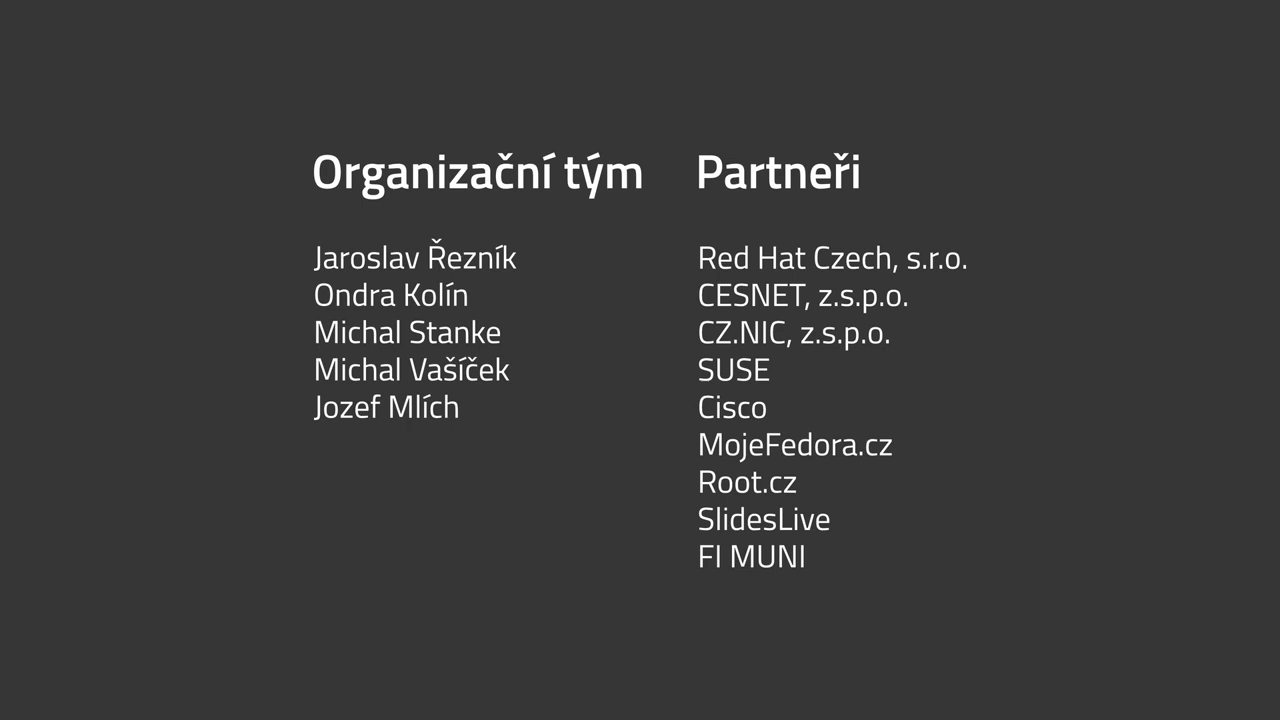 Organizační tým
Jaroslav Řezník
Ondra Kolín
Michal Stanke
Michal Vašíček
Jozef Mlích
Partneři
Red Hat Czech, s.r.o.
CESNET, z.s.p.o.
CZ.NIC, z.s.p.o.
SUSE
Cisco
MojeFedora.cz
Root.cz
SlidesLive
FI MUNI